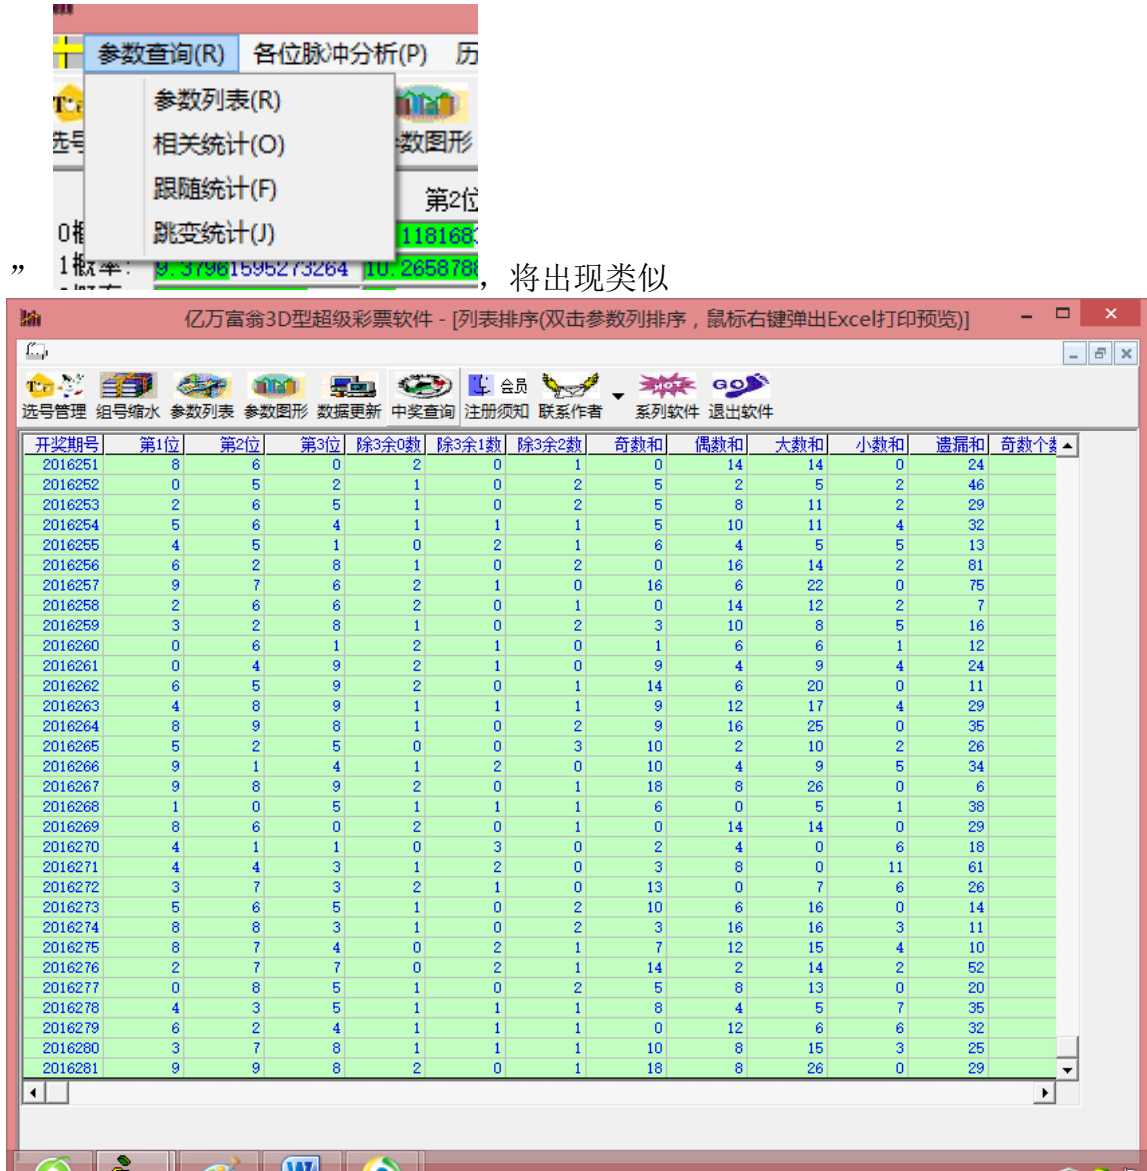 参数查询(R) 各位脉冲分析(P) 历
参数列表(R)
相关统计(O)
跟随统计(F)
跳变统计(J)
选号 数图形
第2位
0概 118168
1概率: 9.37961595273264 10.2658788
” ,将出现类似
亿万富翁3D型超级彩票软件 - [列表排序(双击参数列排序,鼠标右键弹出Excel打印预览)]
会员
选号管理 组号缩水 参数列表 参数图形 数据更新 中奖查询 注册须知 联系作者 系列软件 退出软件
开奖期号 第1位 第2位 第3位 除3余0数 除3余1数 除3余2数 奇数和 偶数和 大数和 小数和 遗漏和 奇数个数
2016251 8 6 0 2 0 1 0 14 14 0 24
2016252 0 5 2 1 0 2 5 2 5 2 46
2016253 2 6 5 1 0 2 5 8 11 2 29
2016254 5 6 4 1 1 1 5 10 11 4 32
2016255 4 5 1 0 2 1 6 4 5 5 13
2016256 6 2 8 1 0 2 0 16 14 2 81
2016257 9 7 6 2 1 0 16 6 22 0 75
2016258 2 6 6 2 0 1 0 14 12 2 7
2016259 3 2 8 1 0 2 3 10 8 5 16
2016260 0 6 1 2 1 0 1 6 6 1 12
2016261 0 4 9 2 1 0 9 4 9 4 24
2016262 6 5 9 2 0 1 14 6 20 0 11
2016263 4 8 9 1 1 1 9 12 17 4 29
2016264 8 9 8 1 0 2 9 16 25 0 35
2016265 5 2 5 0 0 3 10 2 10 2 26
2016266 9 1 4 1 2 0 10 4 9 5 34
2016267 9 8 9 2 0 1 18 8 26 0 6
2016268 1 0 5 1 1 1 6 0 5 1 38
2016269 8 6 0 2 0 1 0 14 14 0 29
2016270 4 1 1 0 3 0 2 4 0 6 18
2016271 4 4 3 1 2 0 3 8 0 11 61
2016272 3 7 3 2 1 0 13 0 7 6 26
2016273 5 6 5 1 0 2 10 6 16 0 14
2016274 8 8 3 1 0 2 3 16 16 3 11
2016275 8 7 4 0 2 1 7 12 15 4 10
2016276 2 7 7 0 2 1 14 2 14 2 52
2016277 0 8 5 1 0 2 5 8 13 0 20
2016278 4 3 5 1 1 1 8 4 5 7 35
2016279 6 2 4 1 1 1 0 12 6 6 32
2016280 3 7 8 1 1 1 10 8 15 3 25
2016281 9 9 8 2 0 1 18 8 26 0 29